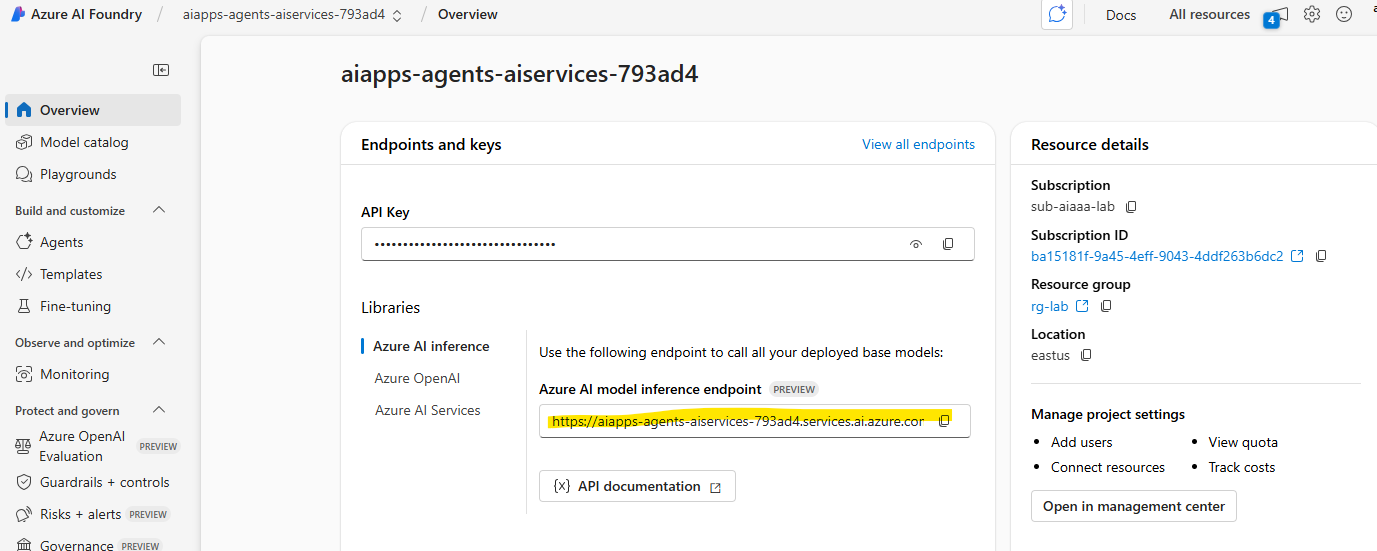 Azure AI Foundry / aiapps-agents-aiservices-793ad4 / Overview
Docs
All resources
4
Overview
Model catalog
Playgrounds
Build and customize
Agents
Templates
Fine-tuning
Observe and optimize
Monitoring
Protect and govern
Azure OpenAI
Evaluation
PREVIEW
Guardrails + controls
Risks + alerts PREVIEW
Governance PREVIEW
aiapps-agents-aiservices-793ad4
Endpoints and keys
View all endpoints
API Key
••••••••••••••••••••••••••••••••
Libraries
Azure AI inference
Azure OpenAI
Azure AI Services
Use the following endpoint to call all your deployed base models:
Azure AI model inference endpoint PREVIEW
https://aiapps-agents-aiservices-793ad4.services.ai.azure.cor
{x} API documentation
Resource details
Subscription
sub-aiaaa-lab
Subscription ID
ba15181f-9a45-4eff-9043-4ddf263b6dc2
Resource group
rg-lab
Location
eastus
Manage project settings
• Add users
• View quota
• Connect resources
• Track costs
Open in management center